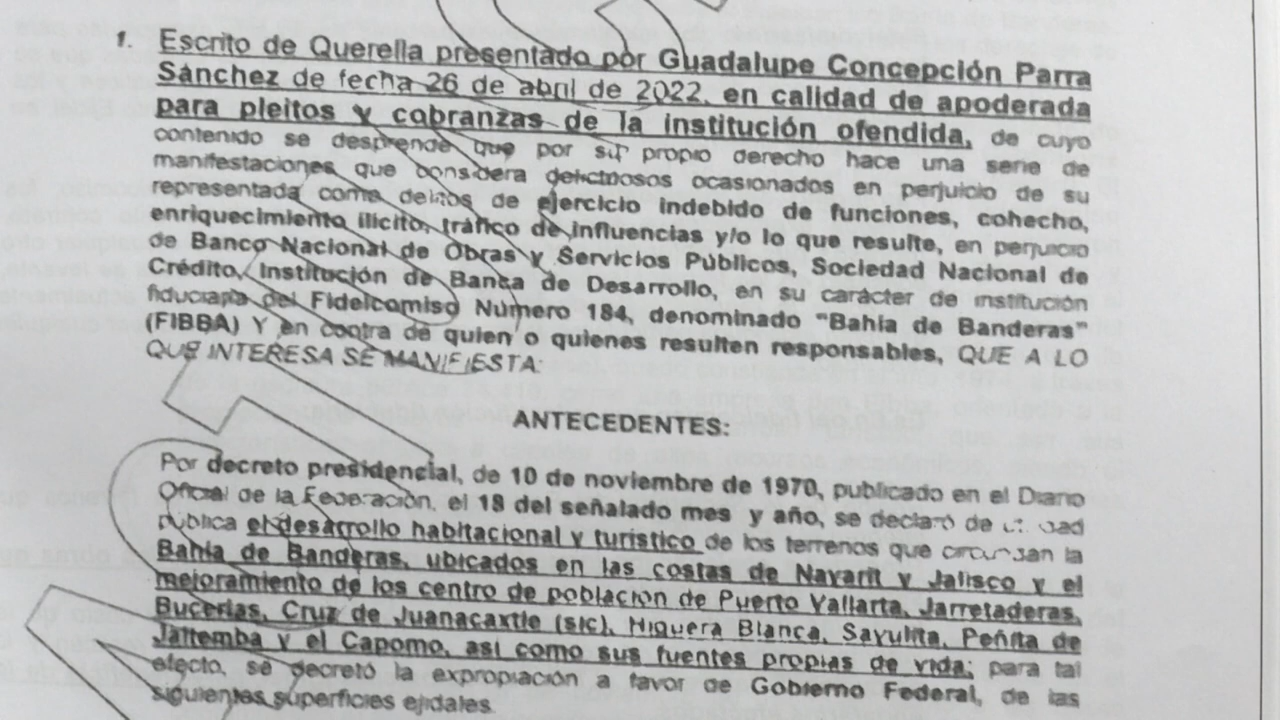 1. Escrito de Querella presentado por Guadalupe Concepción Parra
Sánchez de fecha 26 de abril de 2022, en calidad de apoderada
para pleitos y cobranzas de la institución ofendida, de cuyo
contenido se desprende que por su propio derecho hace una serie de
manifestaciones que considera delictuosos ocasionados en perjuicio de su
representada como delitos de ejercicio indebido de funciones, cohecho,
enriquecimiento ilícito, tráfico de influencias y/o lo que resulte, en perjuicio
de Banco Nacional de Obras y Servicios Públicos, Sociedad Nacional de
Crédito, Institución de Banca de Desarrollo, en su carácter de institución
fiduciaria del Fideicomiso Número 184, denominado "Bahía de Banderas"
(FIBBA) Y en contra de quien o quienes resulten responsables, QUE A LO
QUE INTERESA SE MANIFIESTA:
ANTECEDENTES:
Por decreto presidencial, de 10 de noviembre de 1970, publicado en el Diario
Oficial de la Federación, el 18 del señalado mes y año, se declaró de
pública el desarrollo habitacional y turístico de los terrenos que circundan la
Bahía de Banderas, ubicados en las costas de Nayarit y Jalisco y el
mejoramiento de los centro de población de Puerto Vallarta, Jarretaderas,
Bucerías, Cruz de Juanacaxtle (sic), Higuera Blanca, Sayulita, Peñita de
Jaltemba y el Capomo, así como sus fuentes propias de vida; para tal
efecto, se decretó la expropiación a favor de Gobierno Federal, de las
siguientes superficies ejidales.